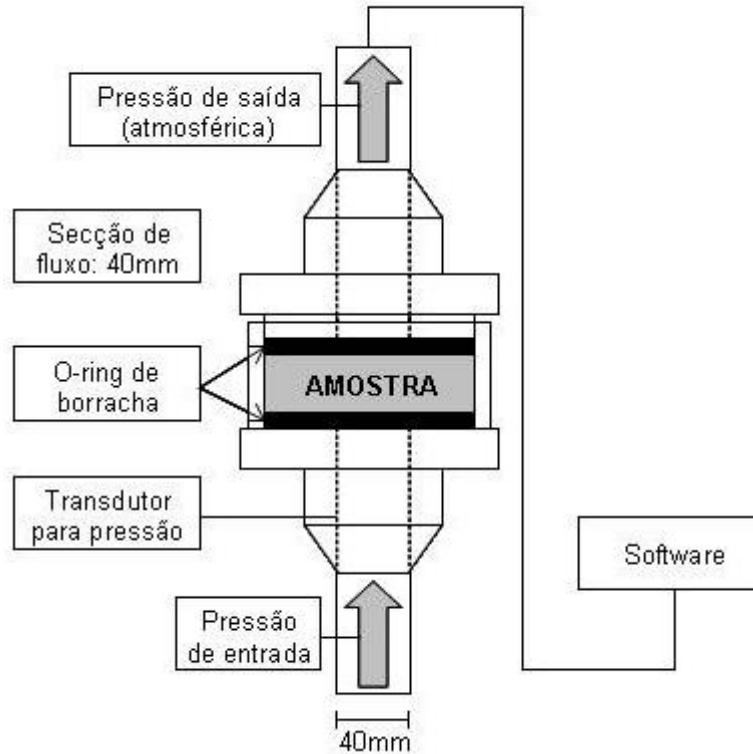 Pressão de saída
(atmosférica)
Secção de
fluxo: 40mm
O-ring de
borracha
AMOSTRA
Transdutor
para pressão
Software
Pressão
de entrada
40mm